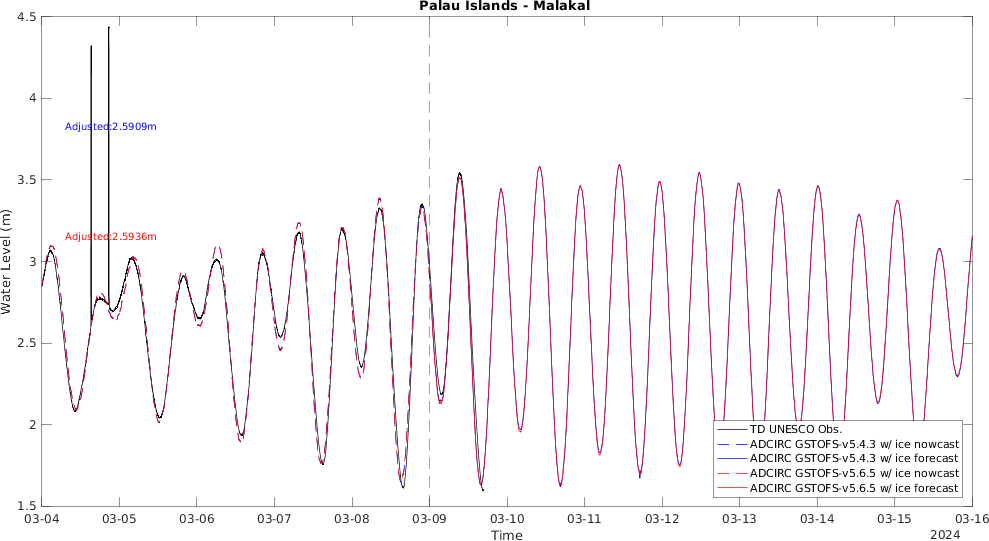 Palau Islands - Malakal
4.5
4
3.5
3
2.5
2
1.5
Water Level (m)
Adjusted:2.5909m
Adjusted:2.5936m
TD UNESCO Obs.
ADCIRC GSTOFS-v5.4.3 w/ ice nowcast
ADCIRC GSTOFS-v5.4.3 w/ ice forecast
ADCIRC GSTOFS-v5.6.5 w/ ice nowcast
ADCIRC GSTOFS-v5.6.5 w/ ice forecast
03-04 03-05 03-06 03-07 03-08 03-09 03-10 03-11 03-12 03-13 03-14 03-15 03-16
Time
2024